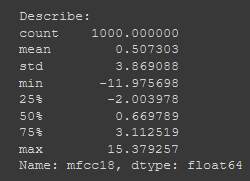 Describe:
count    1000.000000
mean        0.507303
std         3.869088
min       -11.975698
25%        -2.003978
50%         0.669789
75%         3.112519
max        15.379257
Name: mfcc18, dtype: float64